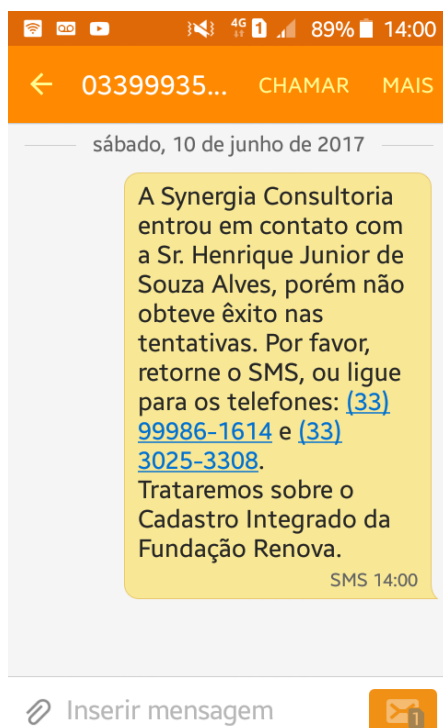 4G 1 89% 14:00
03399935... CHAMAR MAIS
sábado, 10 de junho de 2017
A Synergia Consultoria
entrou em contato com
a Sr. Henrique Junior de
Souza Alves, porém não
obteve êxito nas
tentativas. Por favor,
retorne o SMS, ou ligue
para os telefones: (33)
99986-1614 e (33)
3025-3308.
Trataremos sobre o
Cadastro Integrado da
Fundação Renova.
SMS 14:00
Inserir mensagem
1